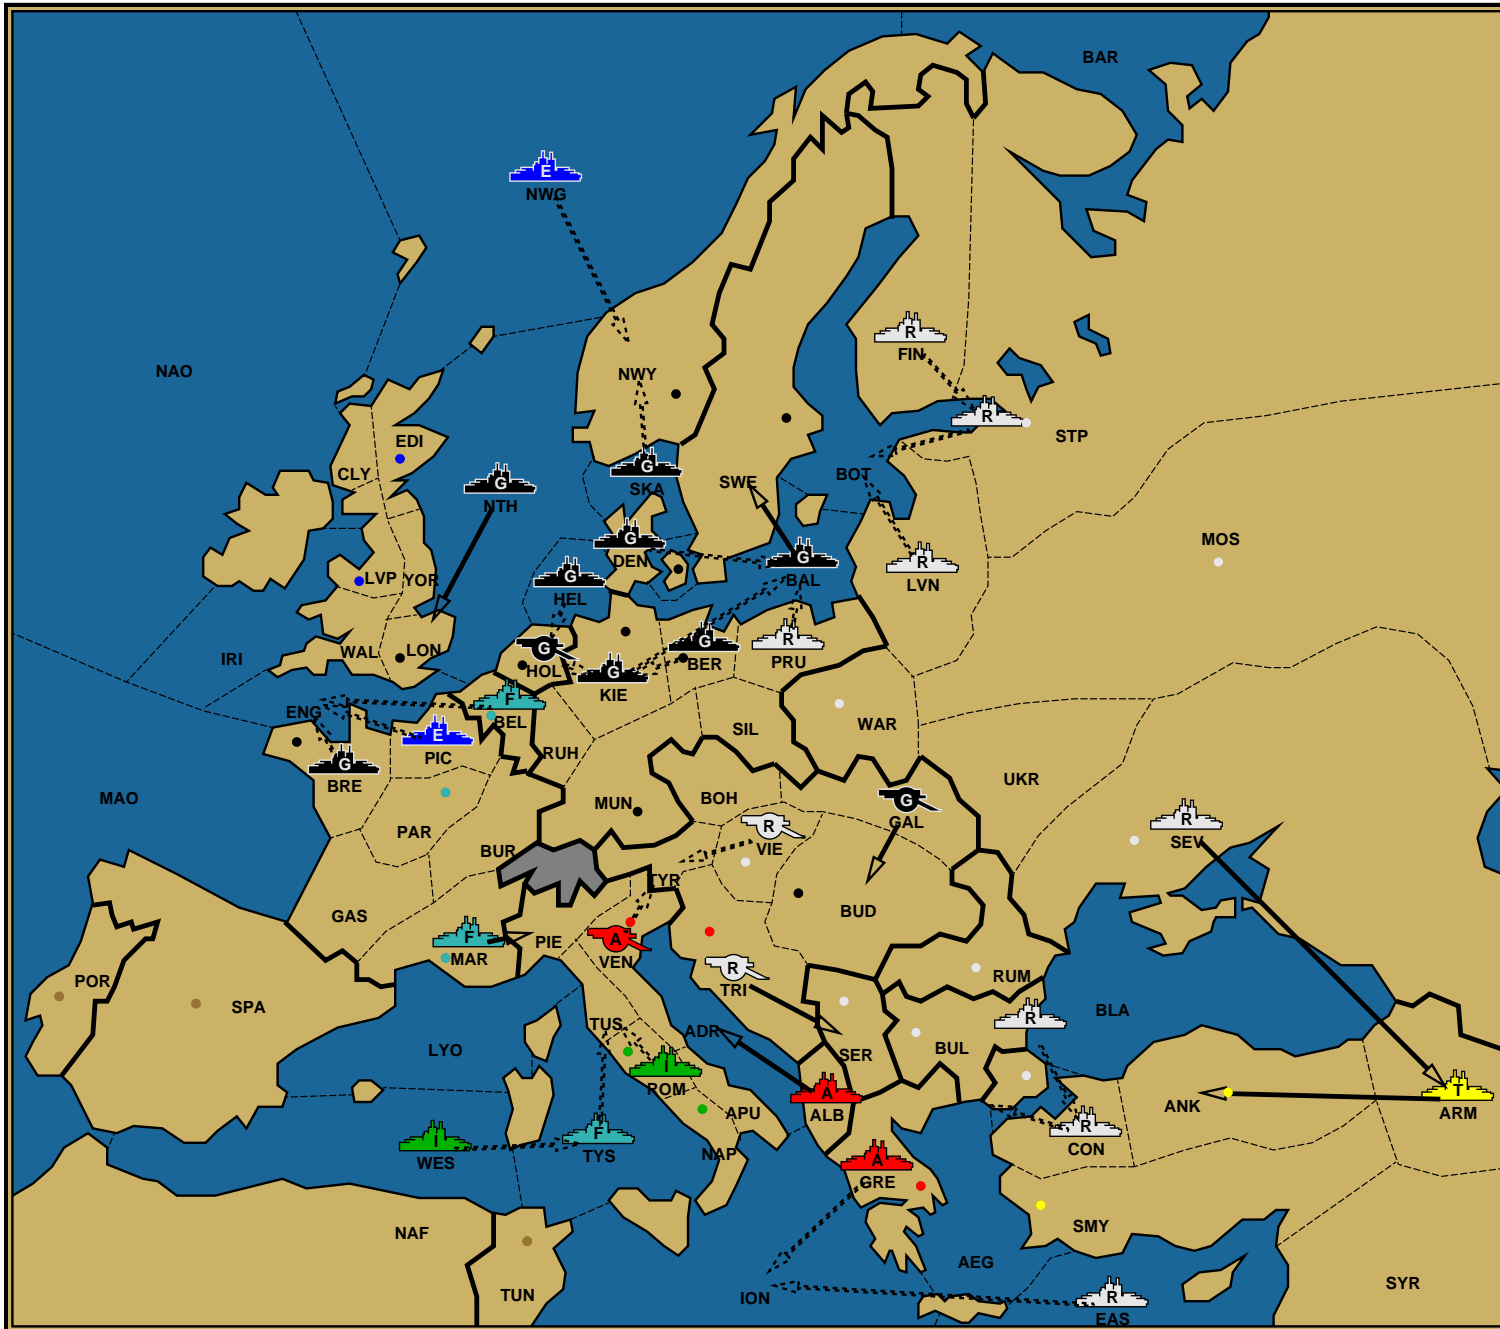 BAR
E
NWG
R
FIN
NAO
NWY
R
STP
EDI
CLY
G
SKA
G
NTH
SWE
BOT
MOS
G
DEN
G
BAL
R
LVN
G
HEL
LVP
YOR
G
HOL
G
BER
R
PRU
IRI
WAL
LON
G
KIE
ENG
F
BEL
E
PIC
WAR
SIL
RUH
G
BRE
UKR
MAO
MUN
BOH
G
GAL
R
SEV
PAR
R
VIE
BUR
TYR
GAS
BUD
F
MAR
PIE
A
VEN
R
TRI
POR
SPA
RUM
BLA
R
TUS
ADR
LYO
SER
BUL
I
ROM
A
ALB
ANK
T
ARM
APU
I
WES
F
TYS
NAP
R
CON
A
GRE
NAF
SMY
AEG
TUN
ION
R
EAS
SYR